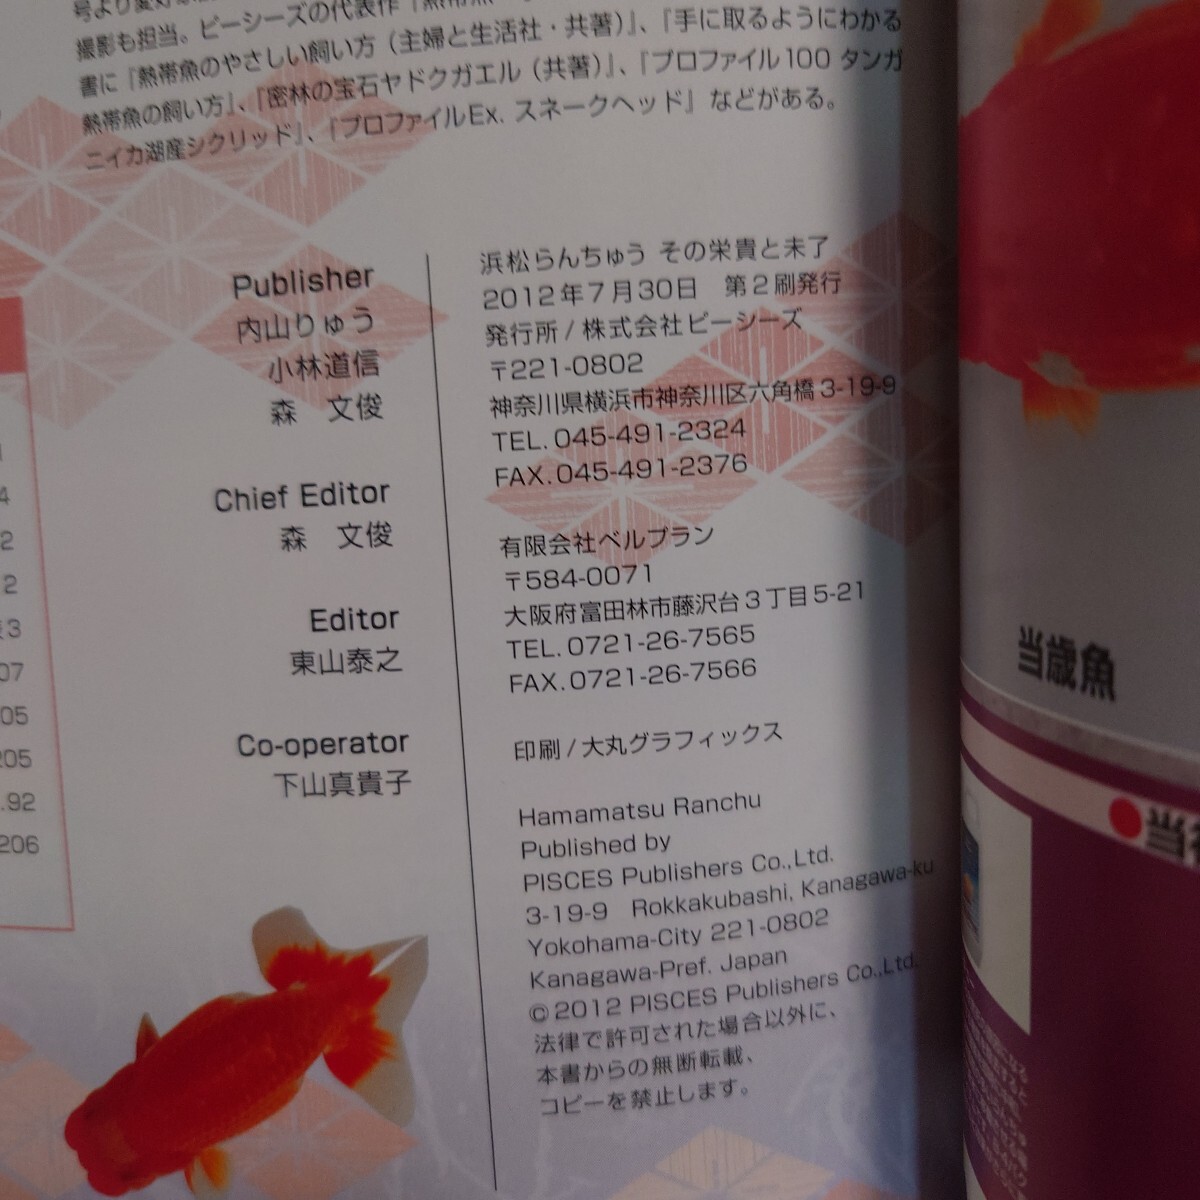 撮影も担当。ピーシーズの代表作『熱帯魚
書に『熱帯魚のやさしい飼い方（主婦と生活社・共著）』、『手に取るようにわかる
熱帯魚の飼い方』、『密林の宝石ヤドクガエル（共著）』、『プロファイル100 タンガ
ニイカ湖産シクリッド』、『プロファイルEx. スネークヘッド』などがある。
Publisher
内山りゅう
小林道信
森　文俊
Chief Editor
森　文俊
Editor
東山泰之
Co-operator
下山真貴子
浜松らんちゅう その栄貴と未了
2012年7月30日　第2刷発行
発行所/株式会社ピーシーズ
〒221-0802
神奈川県横浜市神奈川区六角橋3-19-9
TEL.045-491-2324
FAX.045-491-2376
有限会社ベルプラン
〒584-0071
大阪府富田林市藤沢台3丁目5-21
TEL.0721-26-7565
FAX.0721-26-7566
印刷/大丸グラフィックス
Hamamatsu Ranchu
Published by
PISCES Publishers Co.,Ltd.
3-19-9　Rokkakubashi, Kanagawa-ku
Yokohama-City 221-0802
Kanagawa-Pref. Japan
©2012 PISCES Publishers Co.,Ltd.
法律で許可された場合以外に、
本書からの無断転載、
コピーを禁止します。
4
2
2
3
07
05
205
.92
206
当歳魚